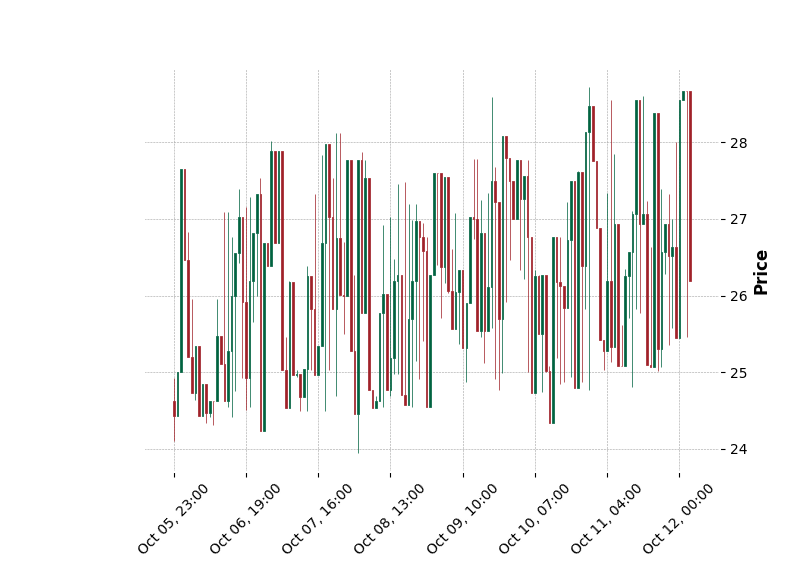 28
27
26
25
24
Price
Oct 05, 23:00
Oct 06, 19:00
Oct 07, 16:00
Oct 08, 13:00
Oct 09, 10:00
Oct 10, 07:00
Oct 11, 04:00
Oct 12, 00:00